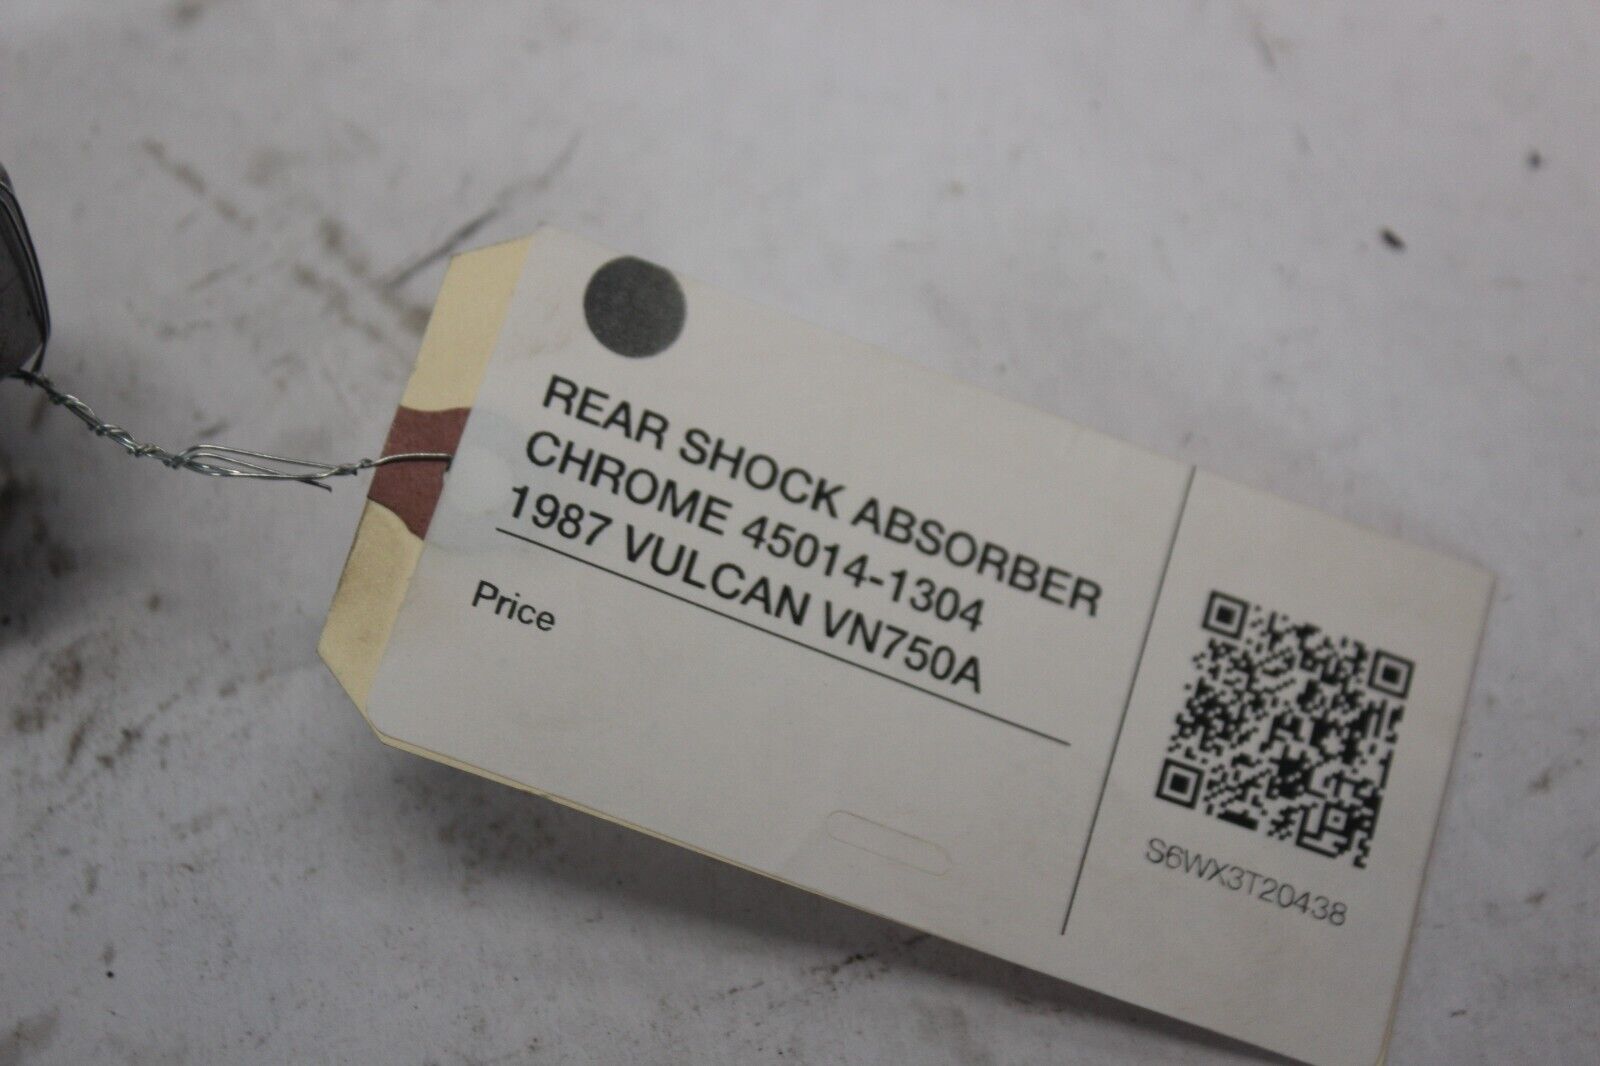 REAR SHOCK ABSORBER
CHROME 45014-1304
1987 VULCAN VN750A
Price
S6WX3T20438